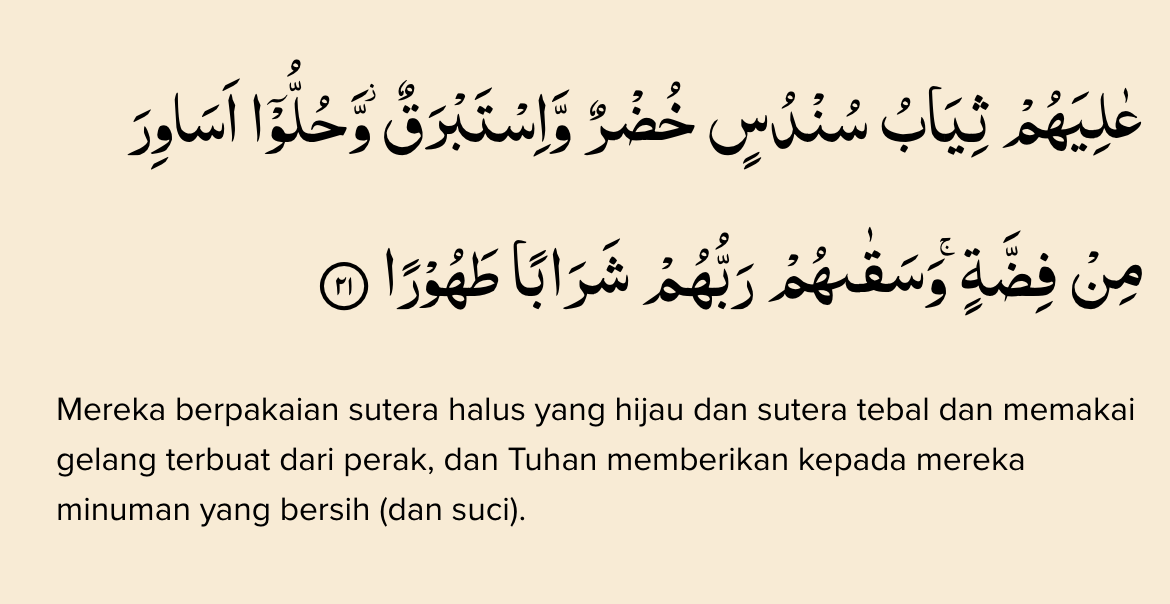 عٰلِيَهُمْ ثِيَابُ سُنْدُسٍ خُضْرٌ وَّاِسْتَبْرَقٌۖ وَّحُلُّوْٓا اَسَاوِرَ
مِنْ فِضَّةٍۚ وَسَقٰىهُمْ رَبُّهُمْ شَرَابًا طَهُوْرًا ٢١
Mereka berpakaian sutera halus yang hijau dan sutera tebal dan memakai
gelang terbuat dari perak, dan Tuhan memberikan kepada mereka
minuman yang bersih (dan suci).